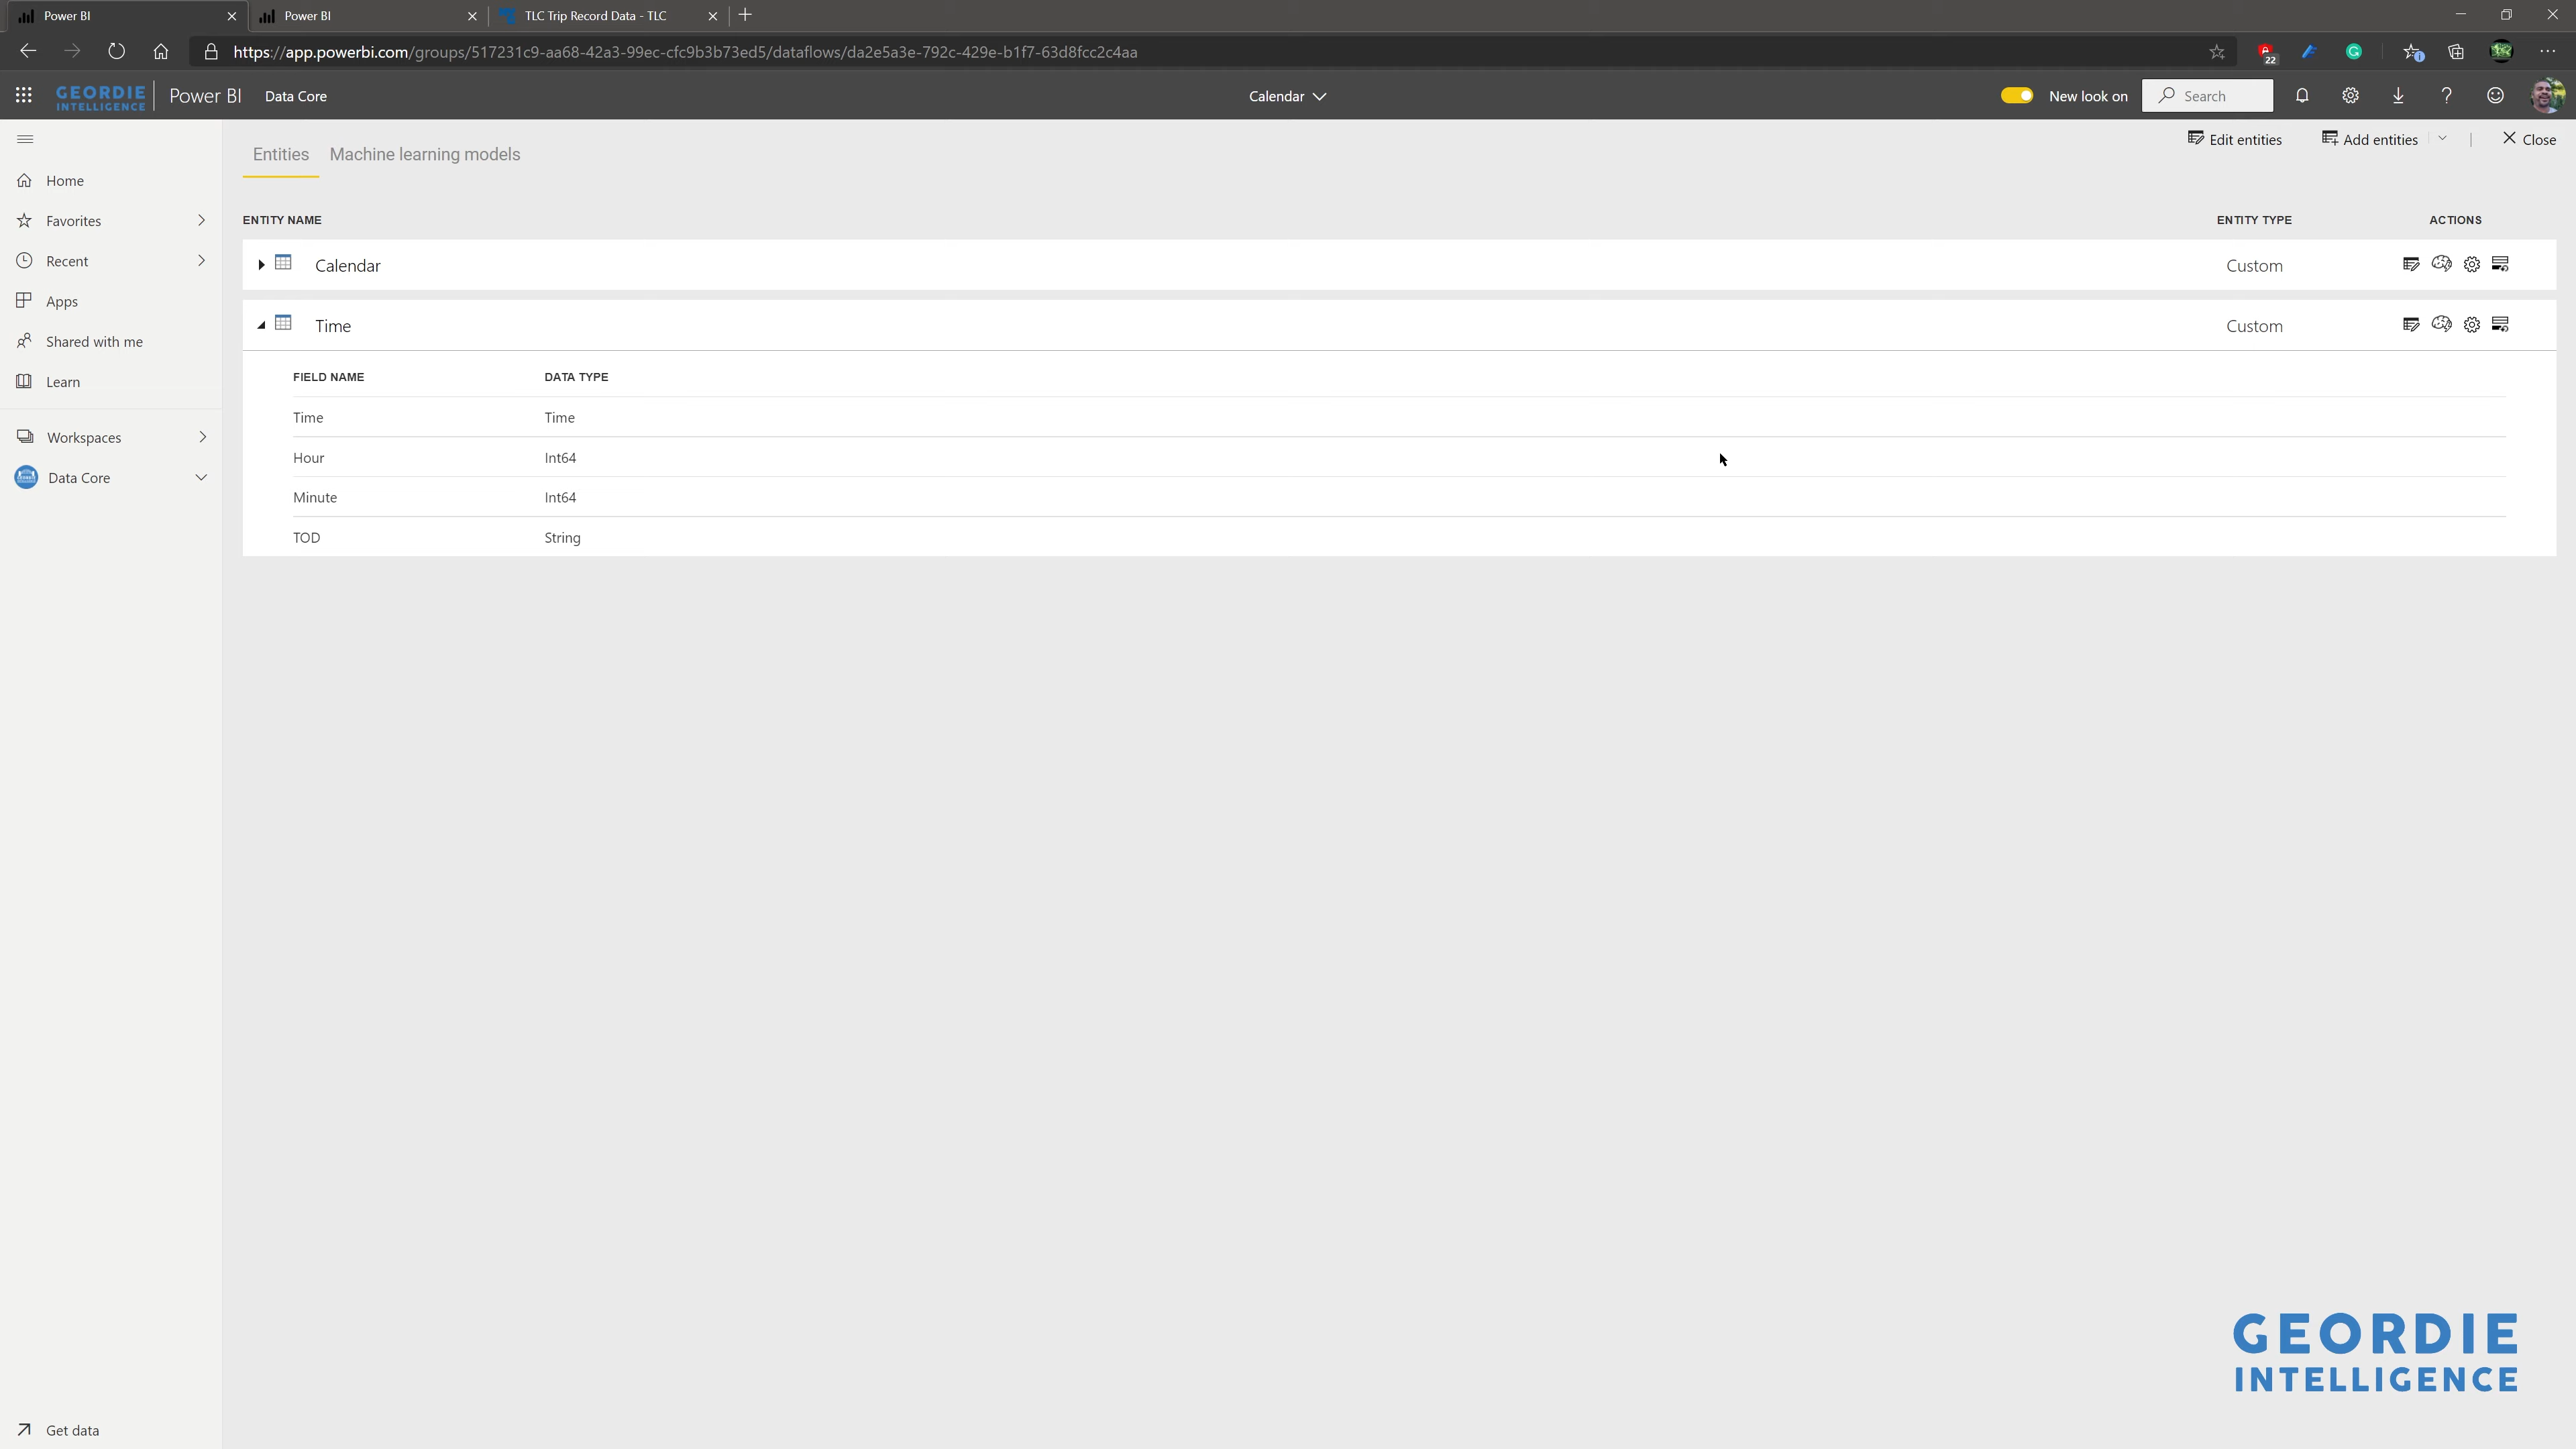 Power BI
Power BI
TLC Trip Record Data - TLC
https://app.powerbi.com/groups/517231c9-aa68-42a3-99ec-cfc9b3b73ed5/dataflows/da2e5a3e-792c-429e-b1f7-63d8fcc2c4aa
22
GEORDIE
INTELLIGENCE
Power BI
Data Core
Calendar
New look on
Search
Edit entities
Add entities
Close
Home
Favorites
Recent
Apps
Shared with me
Learn
Workspaces
Data Core
Get data
Entities
Machine learning models
ENTITY NAME ENTITY TYPE ACTIONS
Calendar Custom
Time Custom
FIELD NAME DATA TYPE
Time Time
Hour Int64
Minute Int64
TOD String
GEORDIE
INTELLIGENCE